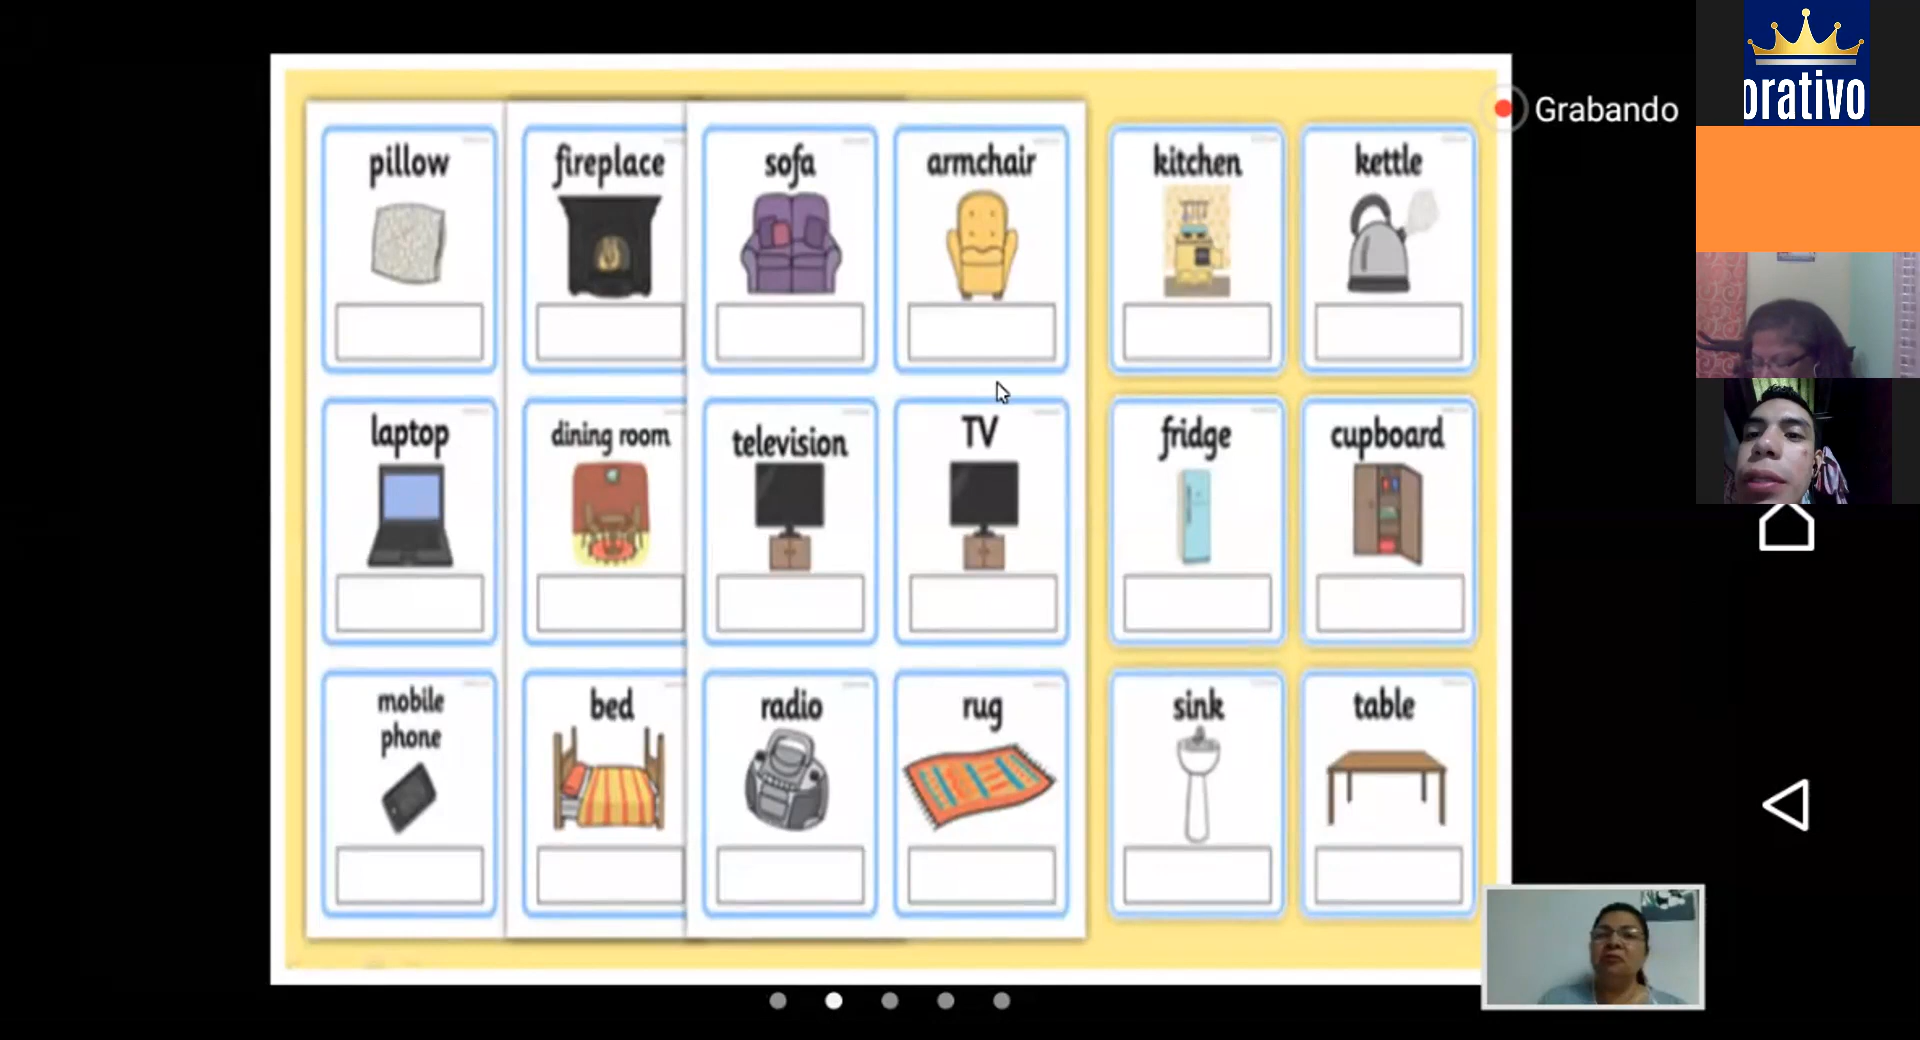 pillow
fireplace
sofa
armchair
kitchen
kettle
Grabando
orativo
laptop
dining room
television
TV
fridge
cupboard
mobile
phone
bed
radio
rug
sink
table